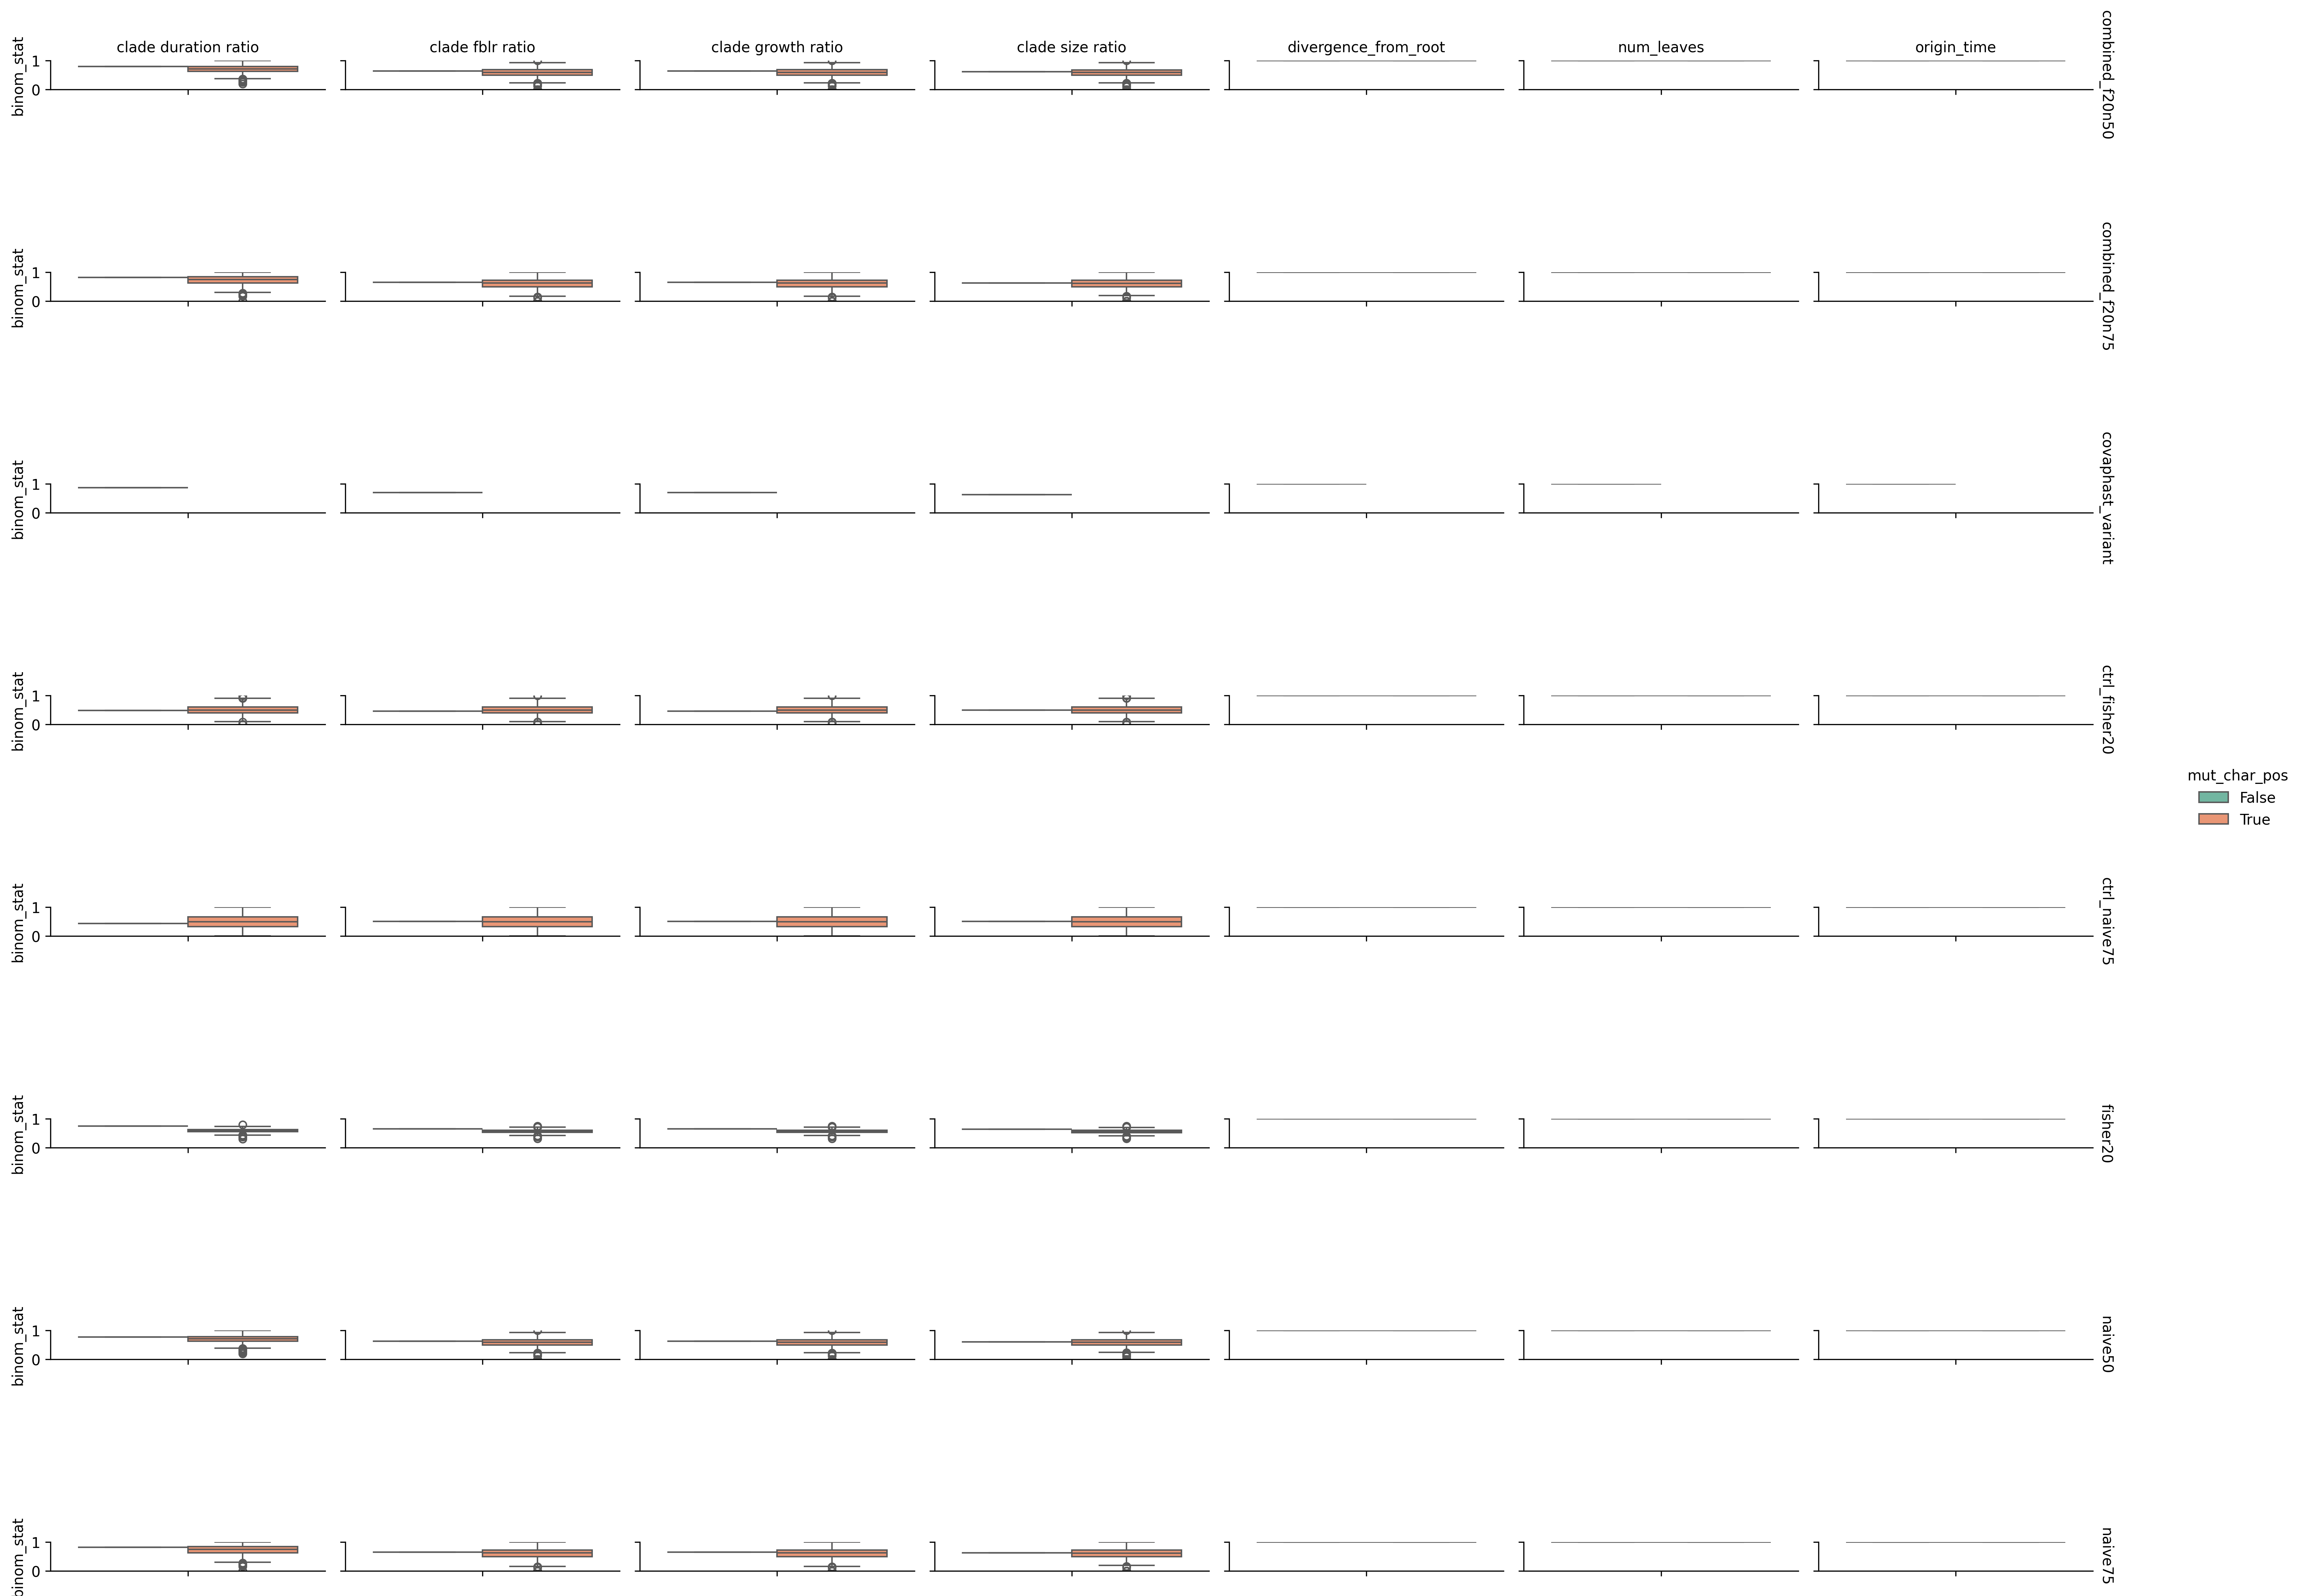 clade duration ratio
clade fblr ratio
clade growth ratio
clade size ratio
divergence_from_root
num_leaves
origin_time
binom_stat
1
0
combined_f20n50
binom_stat
1
0
combined_f20n75
binom_stat
1
0
covaphast_variant
binom_stat
1
0
ctrl_fisher20
mut_char_pos
False
True
binom_stat
1
0
ctrl_naive75
binom_stat
1
0
fisher20
binom_stat
1
0
naive50
binom_stat
1
0
naive75